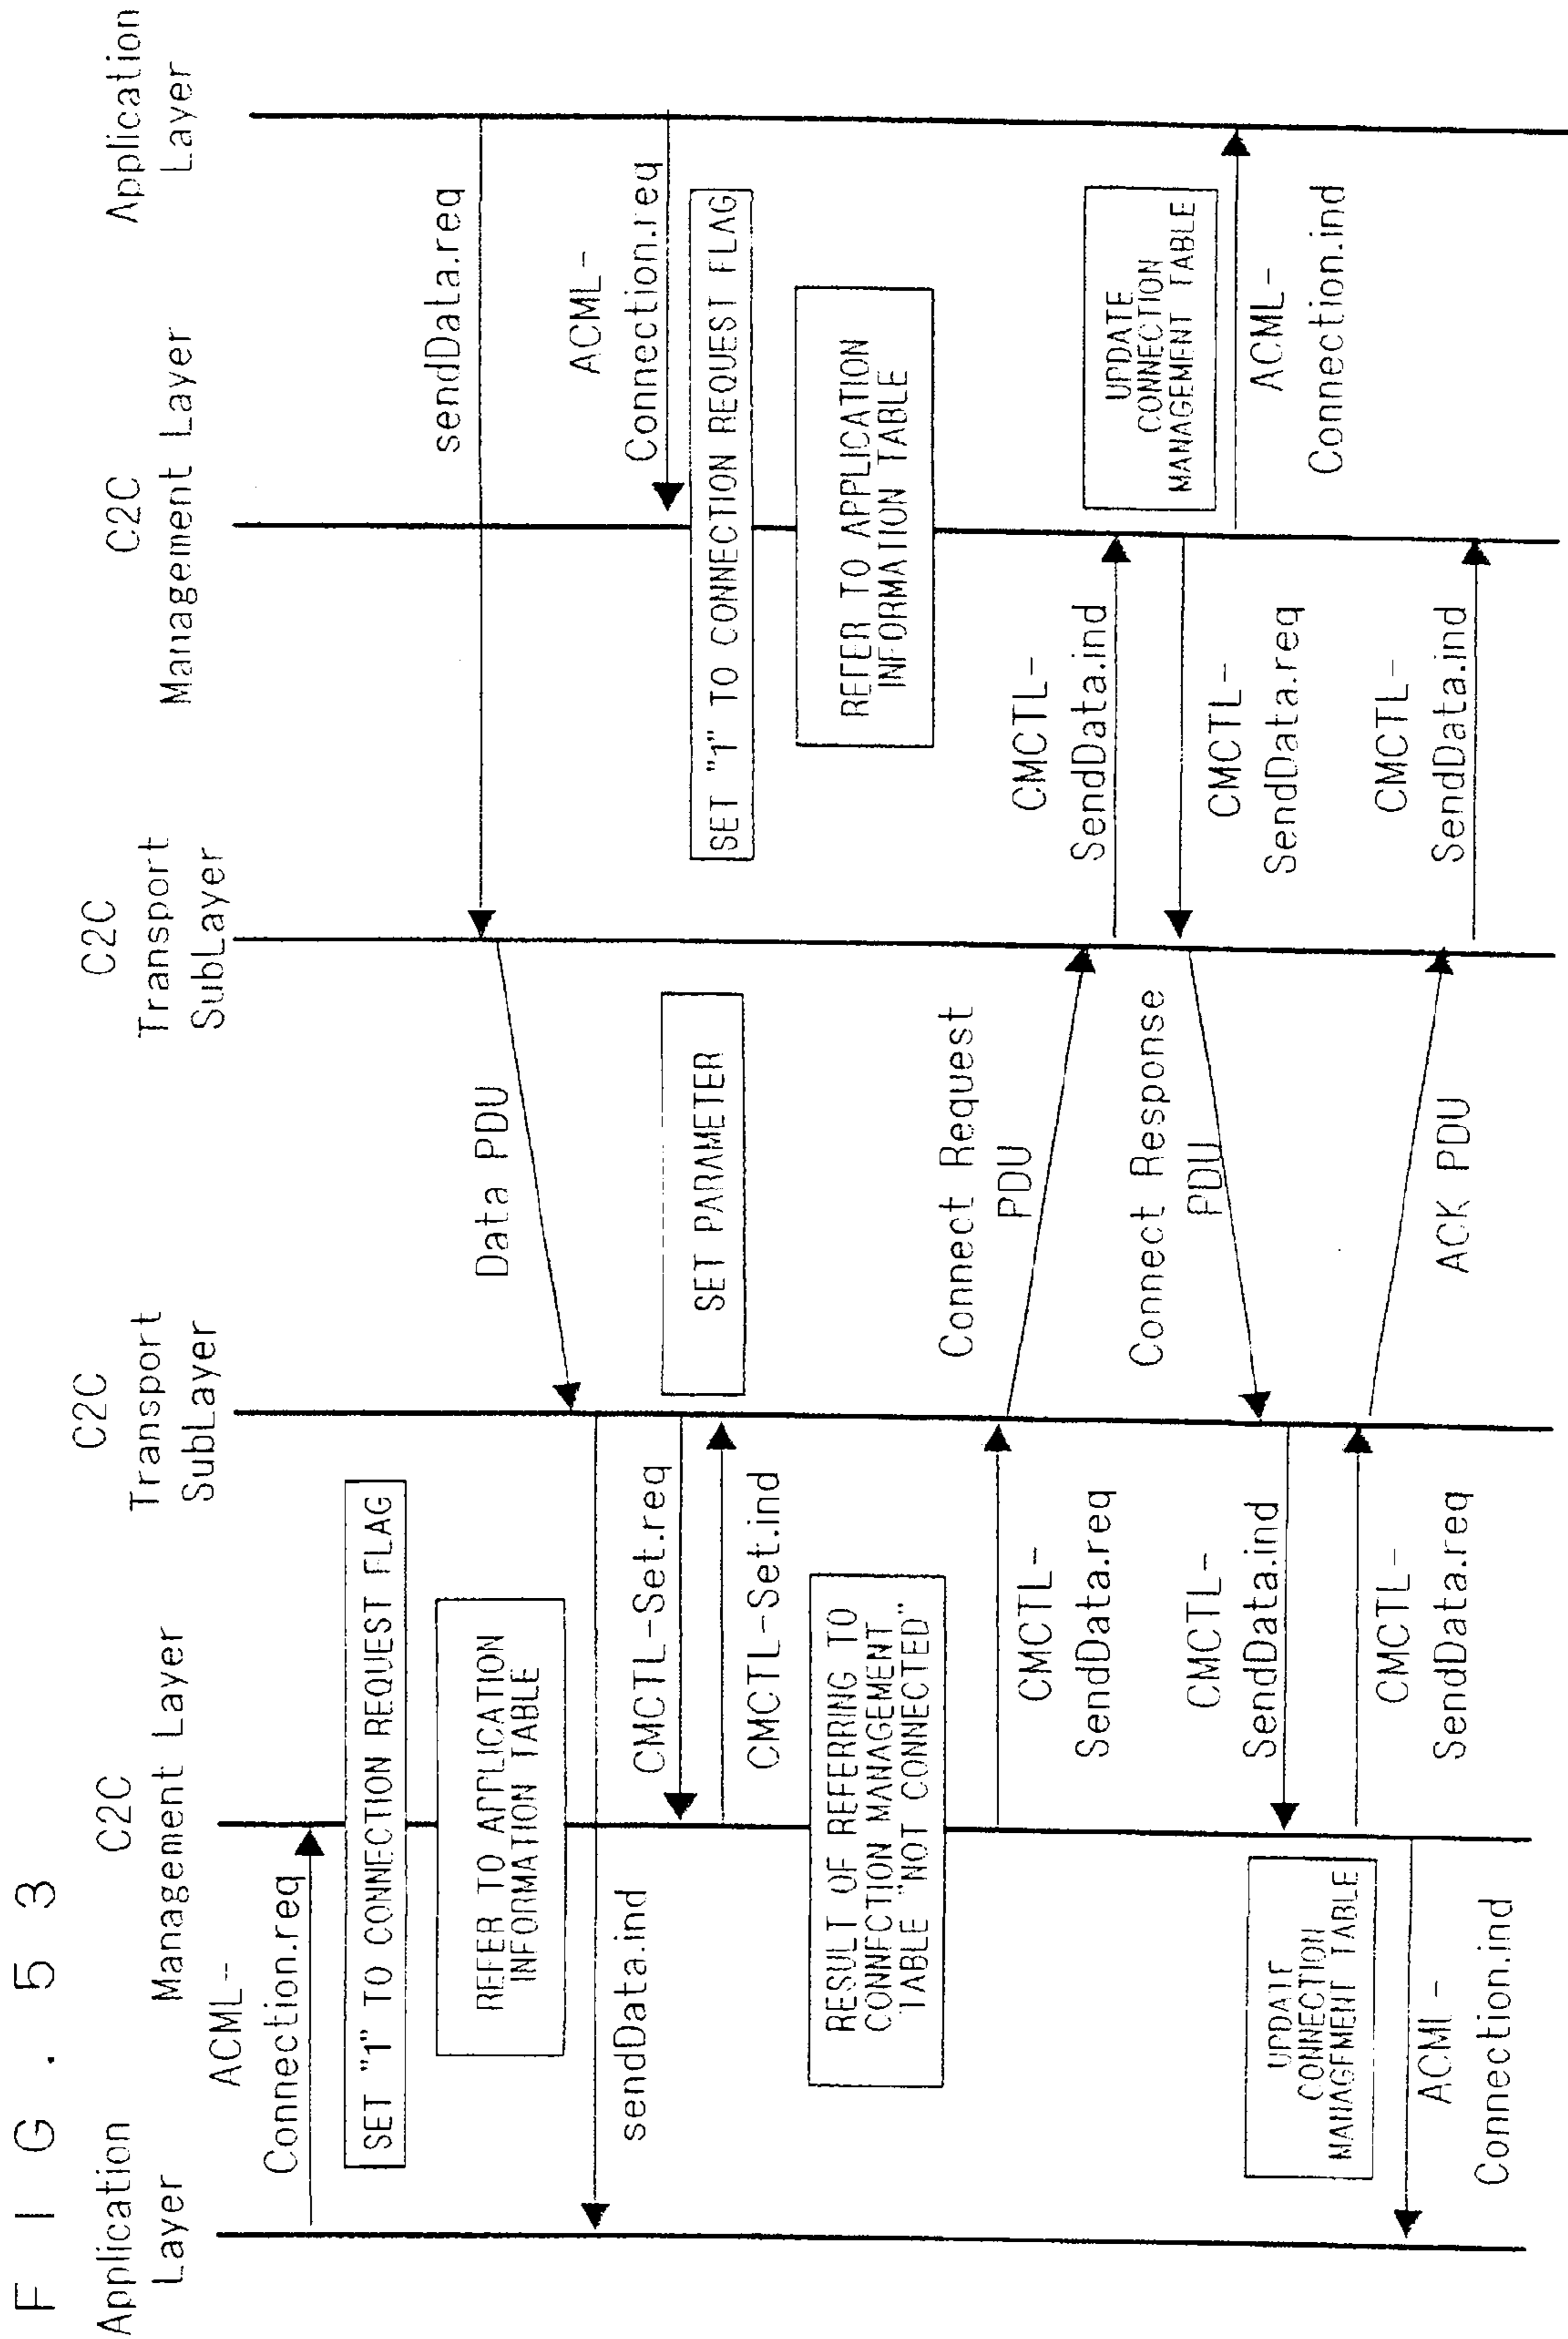 FIG. 53
Application
Layer
C2C
Management Layer
C2C
Transport
SubLayer
C2C
Transport
SubLayer
C2C
Management Layer
Application
Layer
ACML-
Connection.req
SET "1" TO CONNECTION REQUEST FLAG
REFER TO APPLICATION
INFORMATION TABLE
sendData.req
Data PDU
sendData.ind
ACML-
Connection.req
SET "1" TO CONNECTION REQUEST FLAG
CMCTL-Set.req
SET PARAMETER
CMCTL-Set.ind
REFER TO APPLICATION
INFORMATION TABLE
RESULT OF REFERRING TO
CONNECTION MANAGEMENT
TABLE "NOT CONNECTED"
CMCTL-
SendData.req
Connect Request
PDU
CMCTL-
SendData.ind
UPDATE
CONNECTION
MANAGEMENT TABLE
CMCTL-
SendData.req
ACML-
Connection.ind
Connect Response
PDU
CMCTL-
SendData.ind
UPDATE
CONNECTION
MANAGEMENT TABLE
CMCTL-
SendData.req
ACK PDU
CMCTL-
SendData.ind
ACML-
Connection.ind